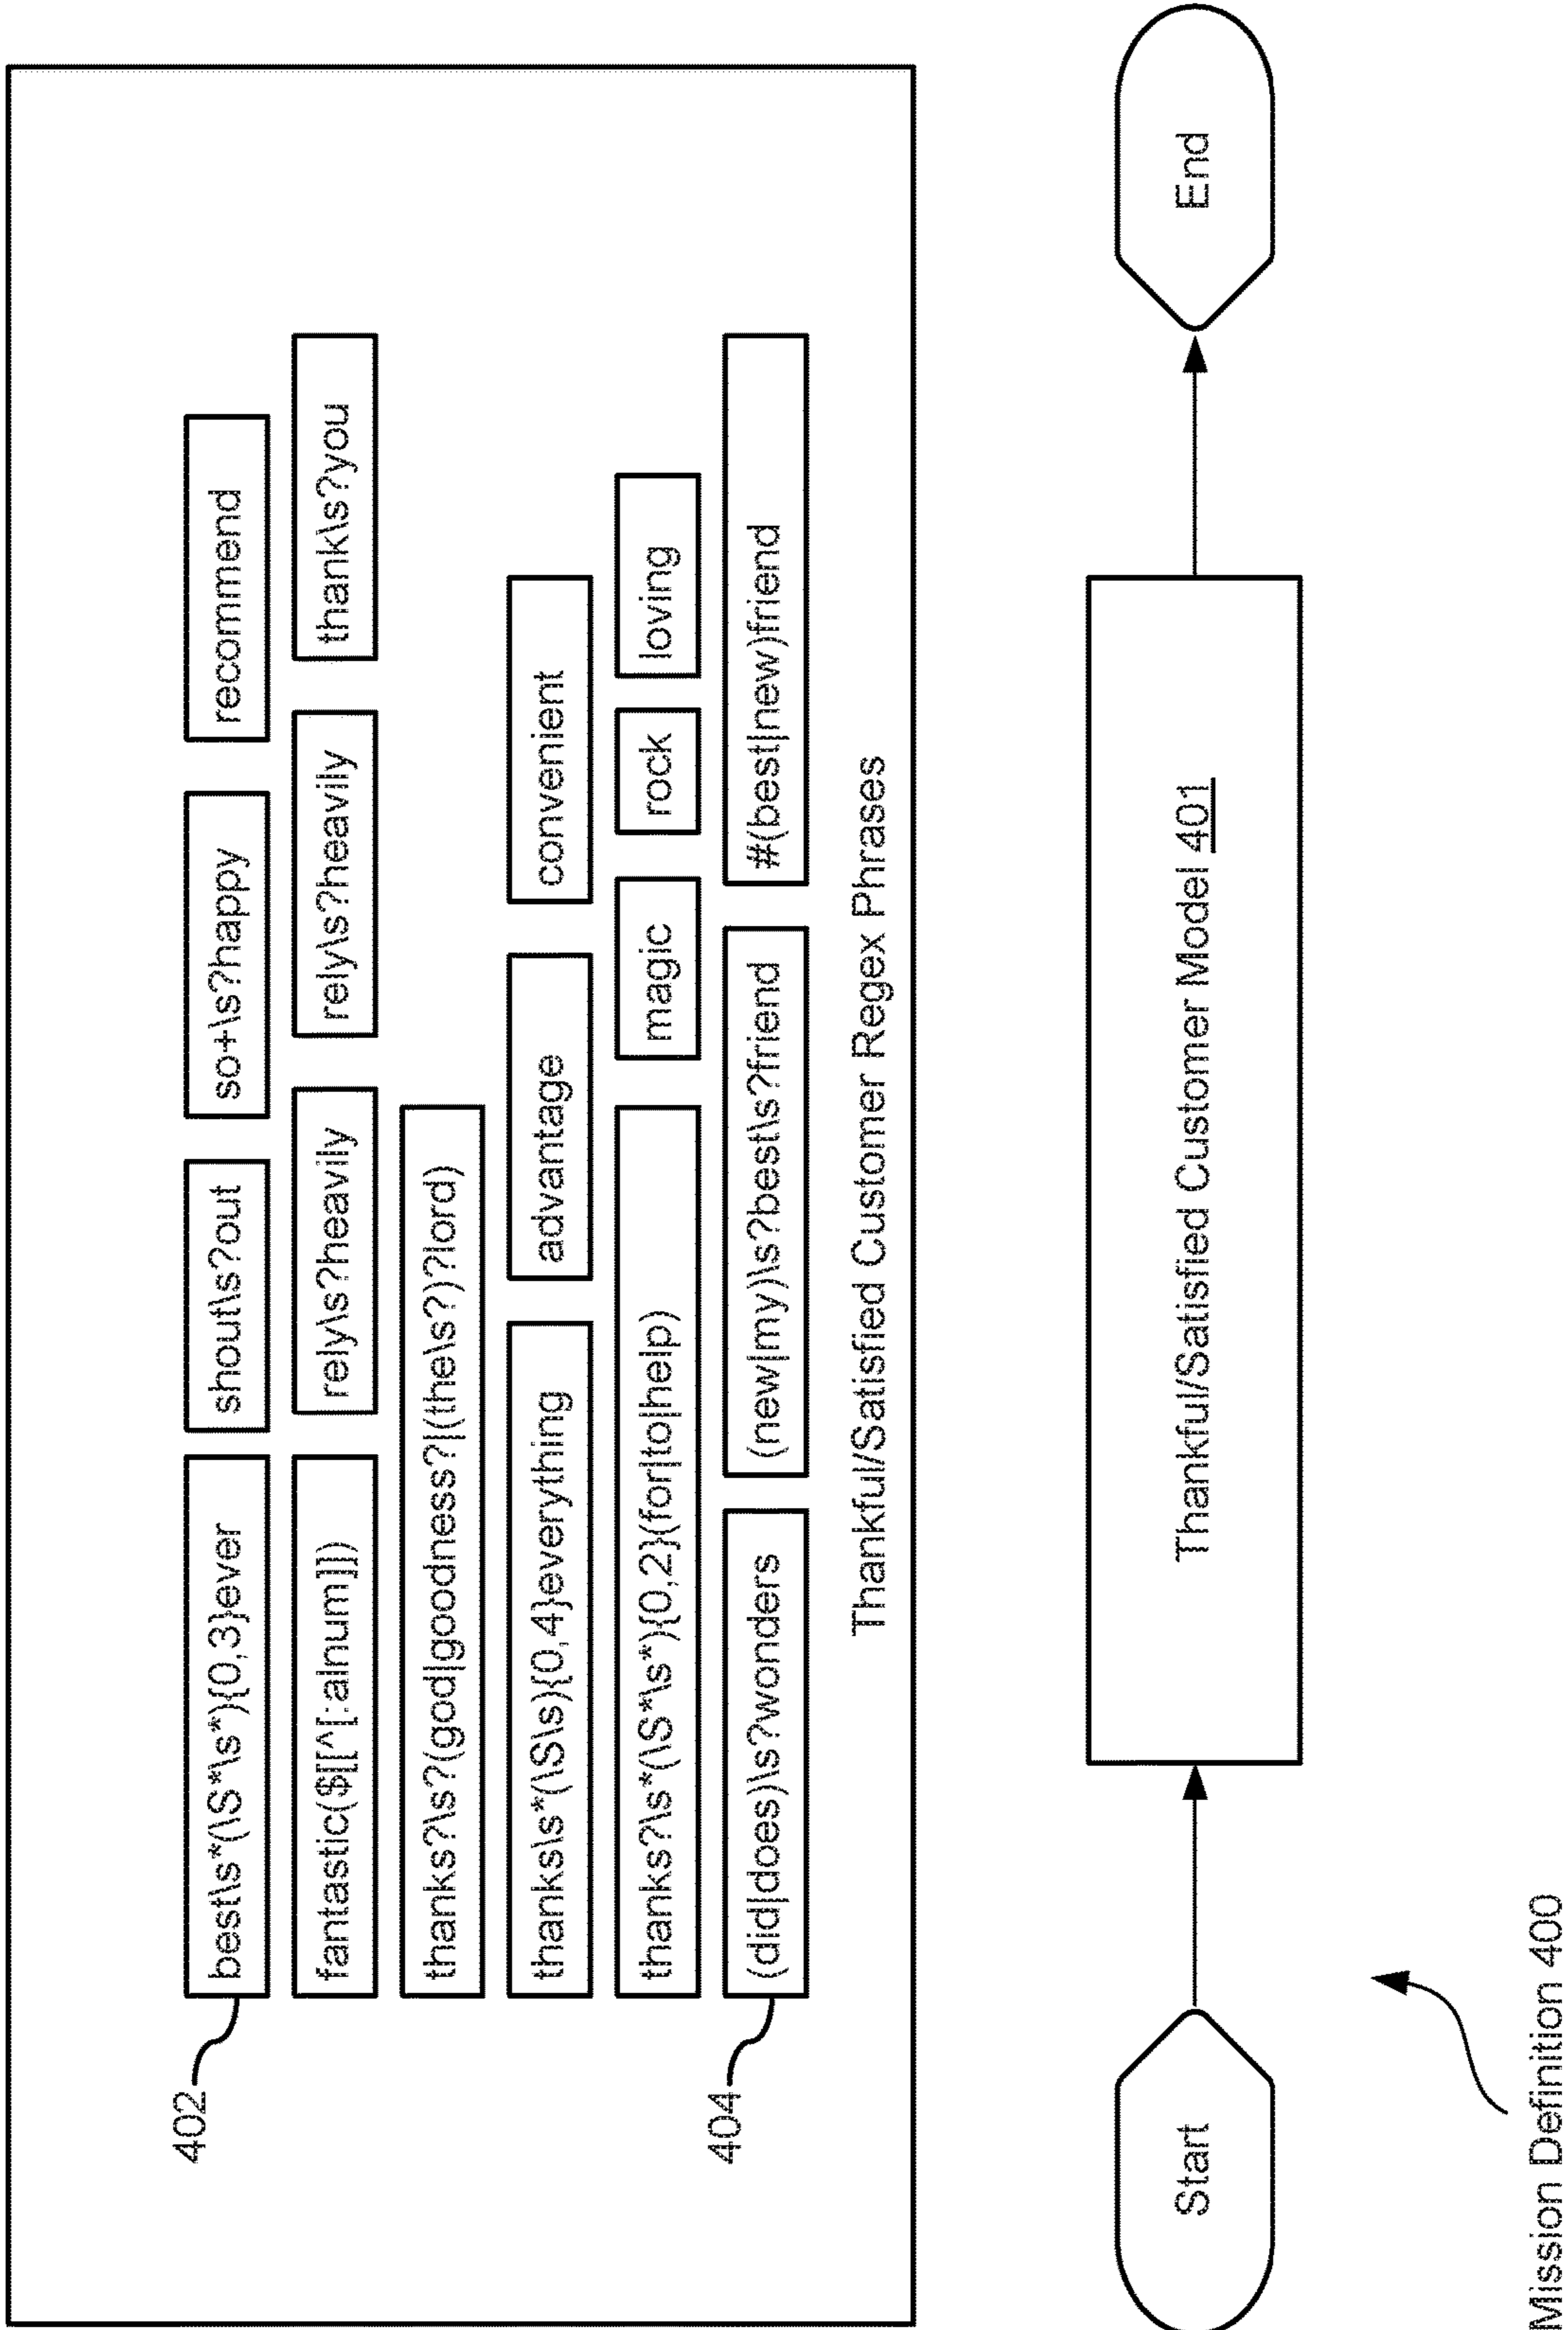 402
best\s*(\S*\s*){0,3}ever shout\s?out so+\s?happy recommend
fantastic($[[^[:alnum]]) rely\s?heavily rely\s?heavily thank\s?you
thanks?\s?(god|goodness?|(the\s?)?lord)
thanks\s*(\S\s){0,4}everything advantage convenient
thanks?\s*(\S*\s*){0,2}(for|to|help) magic rock loving
404
(did|does)\s?wonders (new|my)\s?best\s?friend #(best|new)friend
Thankful/Satisfied Customer Regex Phrases
Start
Thankful/Satisfied Customer Model 401
End
Mission Definition 400